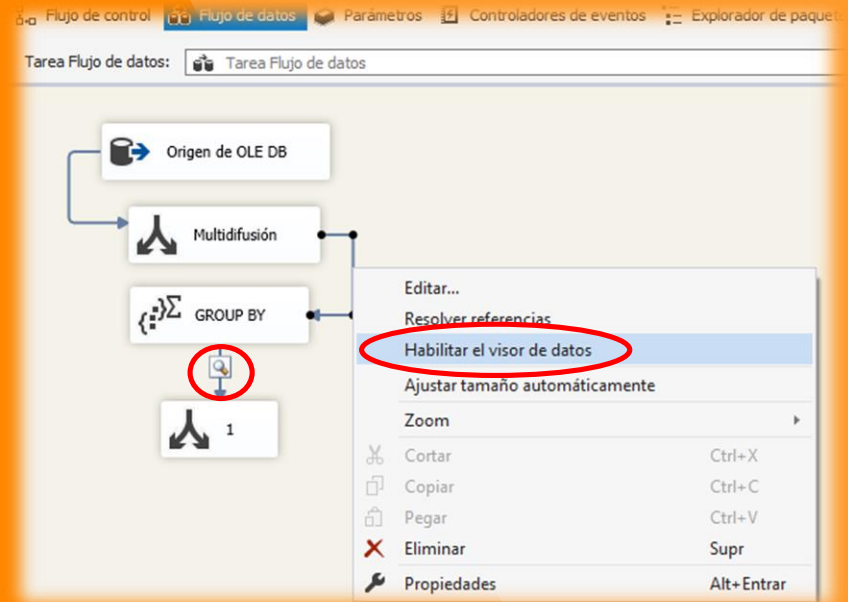 Flujo de control Flujo de datos Parámetros Controladores de eventos Explorador de paquete
Tarea Flujo de datos: Tarea Flujo de datos
Origen de OLE DB
Multidifusión
GROUP BY
1
Editar...
Resolver referencias
Habilitar el visor de datos
Ajustar tamaño automáticamente
Zoom
Cortar Ctrl+X
Copiar Ctrl+C
Pegar Ctrl+V
Eliminar Supr
Propiedades Alt+Entrar